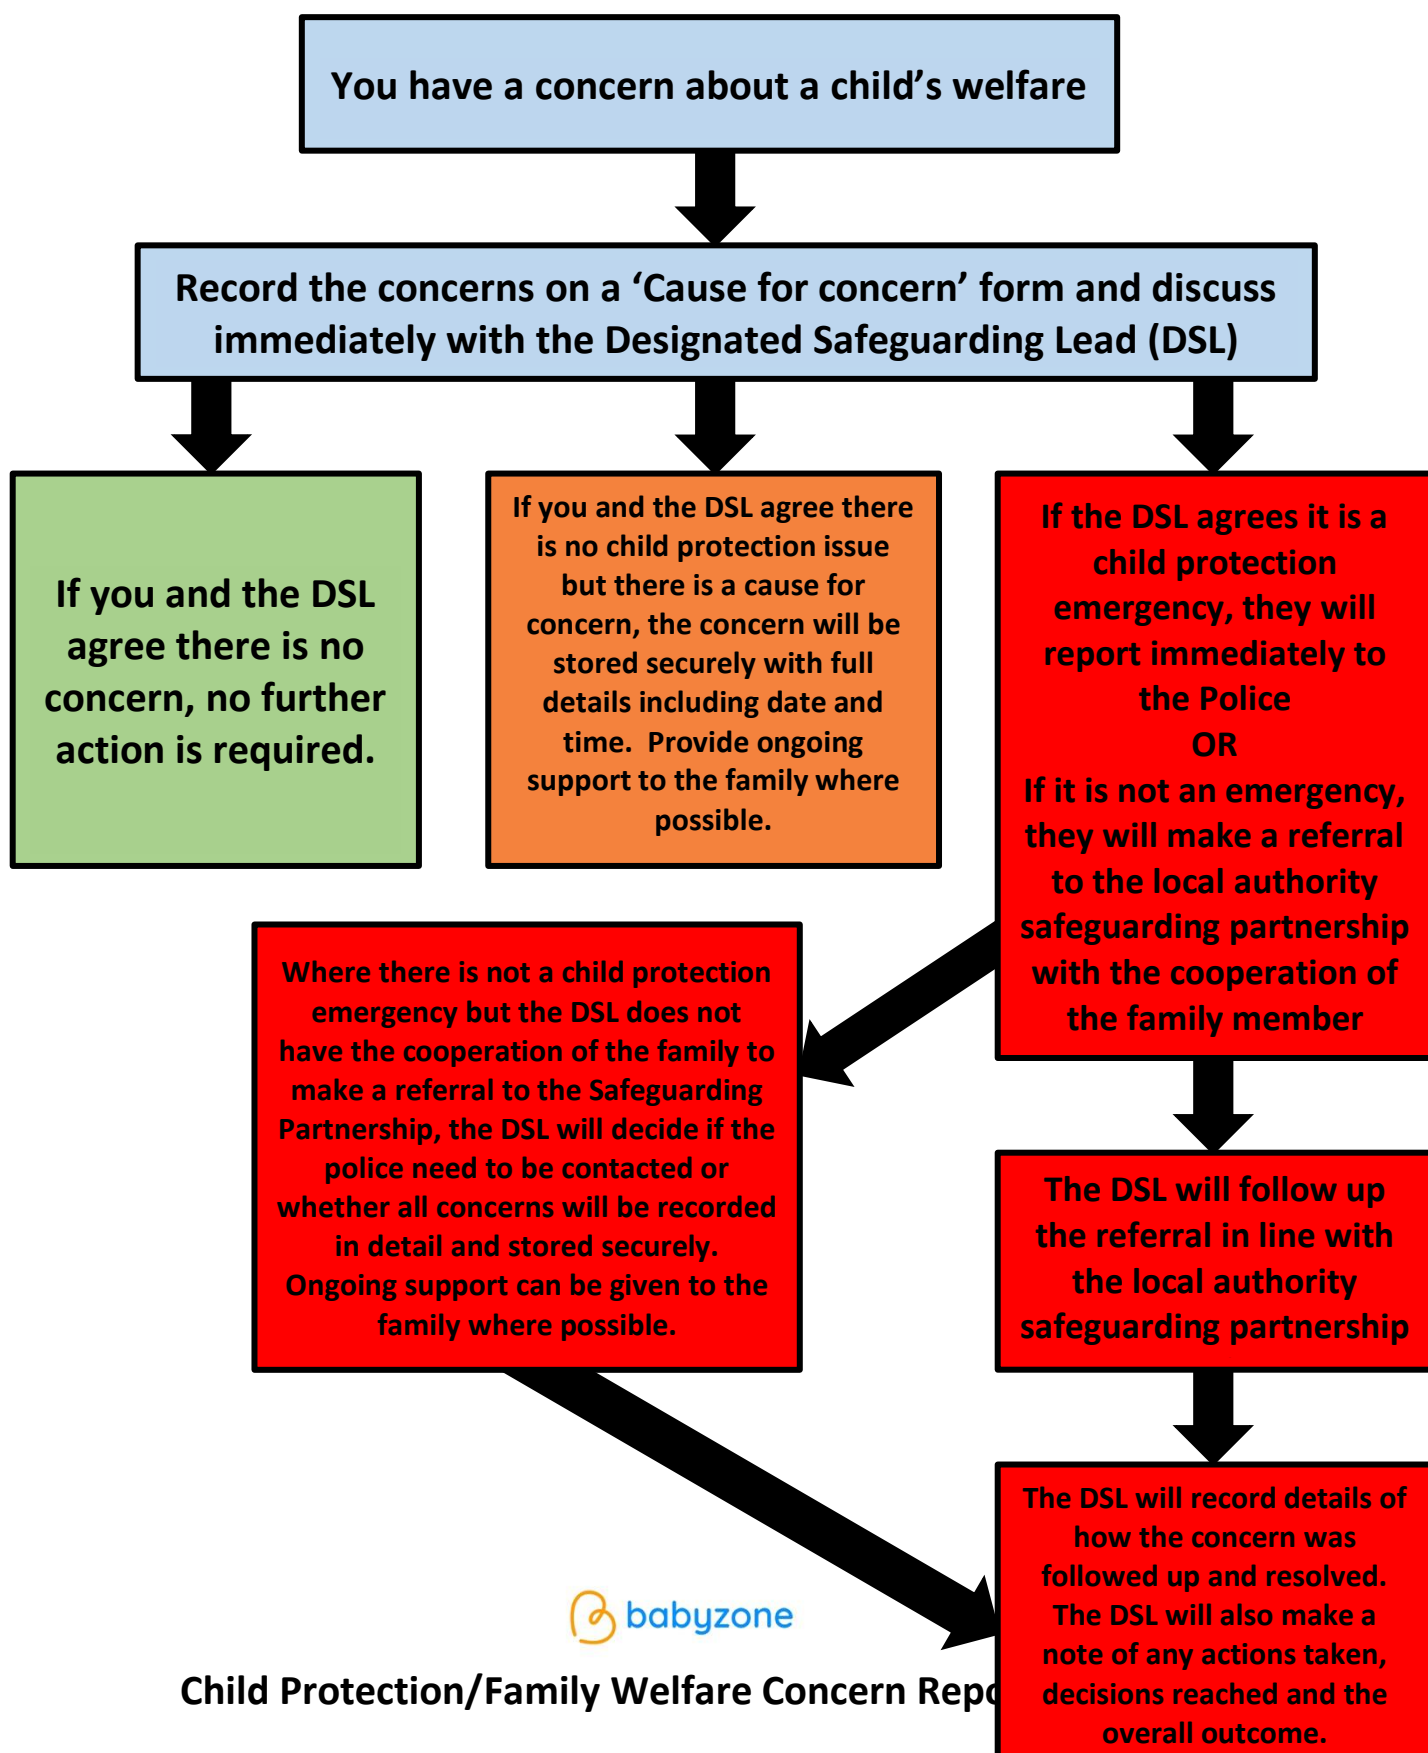 You have a concern about a child’s welfare
Record the concerns on a ‘Cause for concern’ form and discuss
immediately with the Designated Safeguarding Lead (DSL)
If you and the DSL
agree there is no
concern, no further
action is required.
If you and the DSL agree there
is no child protection issue
but there is a cause for
concern, the concern will be
stored securely with full
details including date and
time.  Provide ongoing
support to the family where
possible.
If the DSL agrees it is a
child protection
emergency, they will
report immediately to
the Police
OR
If it is not an emergency,
they will make a referral
to the local authority
safeguarding partnership
with the cooperation of
the family member
Where there is not a child protection
emergency but the DSL does not
have the cooperation of the family to
make a referral to the Safeguarding
Partnership, the DSL will decide if the
police need to be contacted or
whether all concerns will be recorded
in detail and stored securely.
Ongoing support can be given to the
family where possible.
The DSL will follow up
the referral in line with
the local authority
safeguarding partnership
The DSL will record details of
how the concern was
followed up and resolved.
The DSL will also make a
note of any actions taken,
decisions reached and the
overall outcome.
babyzone
Child Protection/Family Welfare Concern